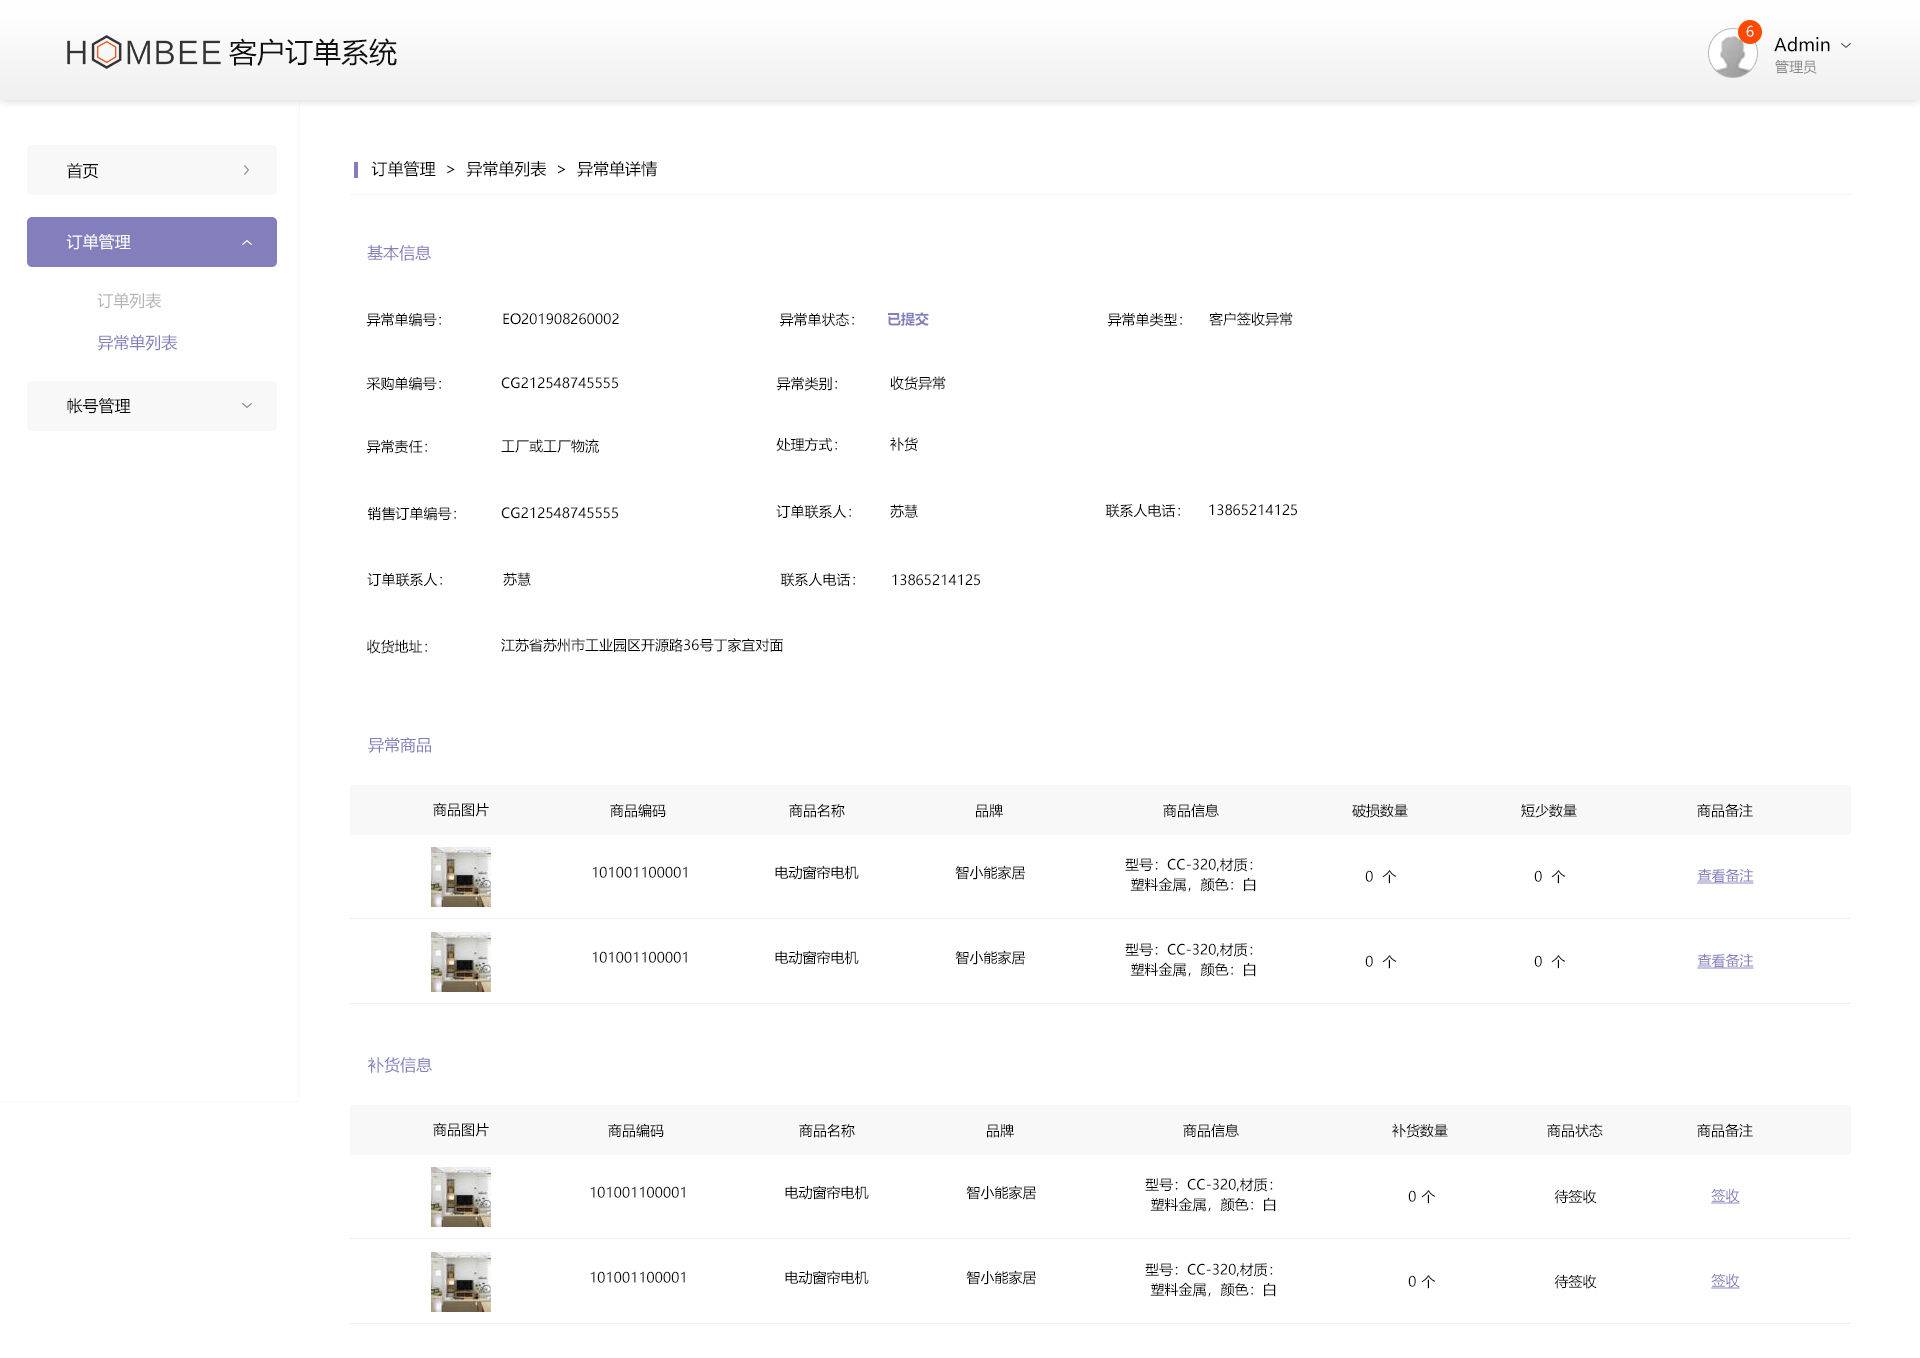 HOMBEE 客户订单系统
6
Admin
管理员
首页
订单管理
订单列表
异常单列表
帐号管理
订单管理 > 异常单列表 > 异常单详情
基本信息
异常单编号： EO201908260002 异常单状态： 已提交 异常单类型： 客户签收异常
采购单编号： CG212548745555 异常类别： 收货异常
异常责任： 工厂或工厂物流 处理方式： 补货
销售订单编号： CG212548745555 订单联系人： 苏慧 联系人电话： 13865214125
订单联系人： 苏慧 联系人电话： 13865214125
收货地址： 江苏省苏州市工业园区开源路36号丁家宜对面
异常商品
商品图片 商品编码 商品名称 品牌 商品信息 破损数量 短少数量 商品备注
101001100001 电动窗帘电机 智小能家居 型号：CC-320,材质： 0 个 0 个 查看备注
塑料金属，颜色：白
101001100001 电动窗帘电机 智小能家居 型号：CC-320,材质： 0 个 0 个 查看备注
塑料金属，颜色：白
补货信息
商品图片 商品编码 商品名称 品牌 商品信息 补货数量 商品状态 商品备注
101001100001 电动窗帘电机 智小能家居 型号：CC-320,材质： 0 个 待签收 签收
塑料金属，颜色：白
101001100001 电动窗帘电机 智小能家居 型号：CC-320,材质： 0 个 待签收 签收
塑料金属，颜色：白